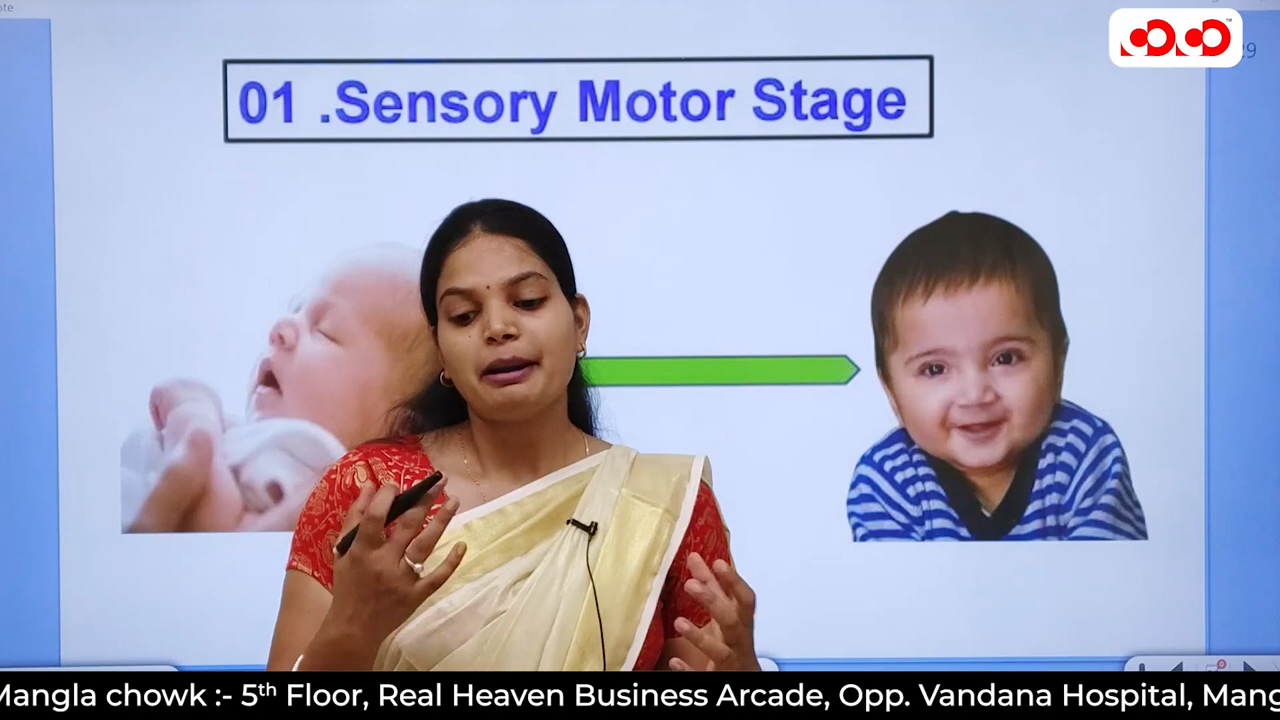 01 .Sensory Motor Stage
Mangla chowk :- 5th Floor, Real Heaven Business Arcade, Opp. Vandana Hospital, Mang